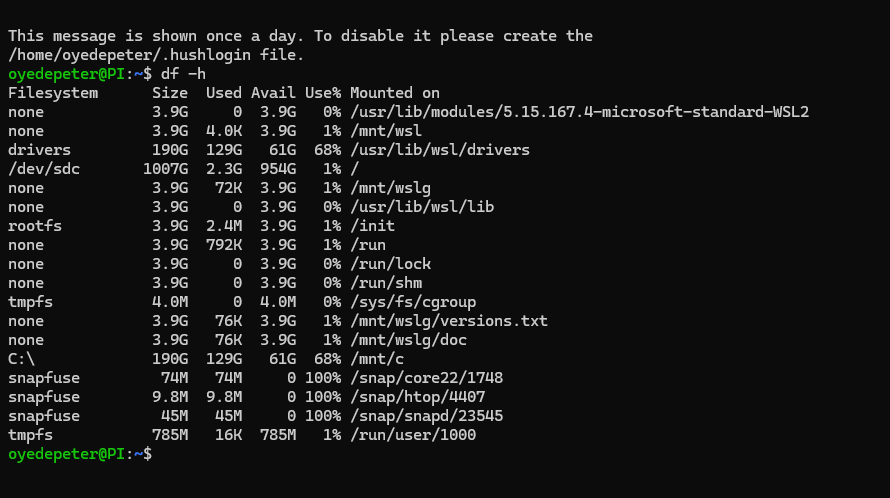 This message is shown once a day. To disable it please create the
/home/oyedepeter/.hushlogin file.
oyedepeter@PI:~$ df -h
Filesystem      Size  Used Avail Use% Mounted on
none            3.9G     0  3.9G   0% /usr/lib/modules/5.15.167.4-microsoft-standard-WSL2
none            3.9G  4.0K  3.9G   1% /mnt/wsl
drivers         190G  129G   61G  68% /usr/lib/wsl/drivers
/dev/sdc       1007G  2.3G  954G   1% /
none            3.9G   72K  3.9G   1% /mnt/wslg
none            3.9G     0  3.9G   0% /usr/lib/wsl/lib
rootfs          3.9G  2.4M  3.9G   1% /init
none            3.9G  792K  3.9G   1% /run
none            3.9G     0  3.9G   0% /run/lock
none            3.9G     0  3.9G   0% /run/shm
tmpfs           4.0M     0  4.0M   0% /sys/fs/cgroup
none            3.9G   76K  3.9G   1% /mnt/wslg/versions.txt
none            3.9G   76K  3.9G   1% /mnt/wslg/doc
C:\             190G  129G   61G  68% /mnt/c
snapfuse         74M   74M     0 100% /snap/core22/1748
snapfuse        9.8M  9.8M     0 100% /snap/htop/4407
snapfuse         45M   45M     0 100% /snap/snapd/23545
tmpfs           785M   16K  785M   1% /run/user/1000
oyedepeter@PI:~$